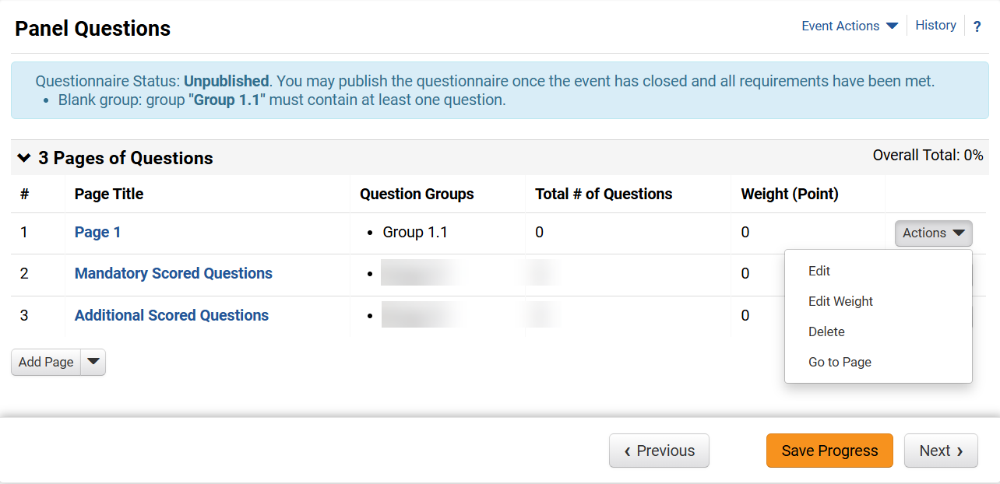 Panel Questions
Event Actions
History
?
Questionnaire Status: Unpublished. You may publish the questionnaire once the event has closed and all requirements have been met.
• Blank group: group "Group 1.1" must contain at least one question.
3 Pages of Questions
Overall Total: 0%
# Page Title Question Groups Total # of Questions Weight (Point)
1 Page 1 • Group 1.1 0 0 Actions
2 Mandatory Scored Questions • 0
3 Additional Scored Questions • 0
Edit
Edit Weight
Delete
Go to Page
Add Page
‹ Previous
Save Progress
Next ›